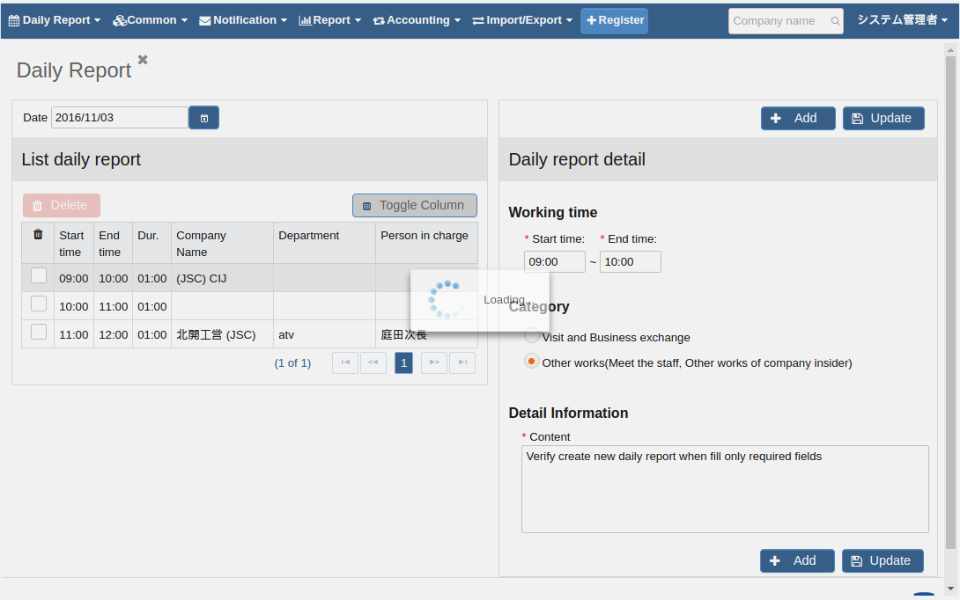 Daily Report Common Notification Report Accounting Import/Export Register Company name システム管理者
Daily Report
Date 2016/11/03
List daily report
Delete Toggle Column
Start time End time Dur. Company Name Department Person in charge
09:00 10:00 01:00 (JSC) CIJ
10:00 11:00 01:00
11:00 12:00 01:00 北開工営 (JSC) atv 庭田次長
(1 of 1) 1
Add Update
Daily report detail
Working time
* Start time: * End time:
09:00 ~ 10:00
Loading...
Category
Visit and Business exchange
Other works(Meet the staff, Other works of company insider)
Detail Information
* Content
Verify create new daily report when fill only required fields
Add Update